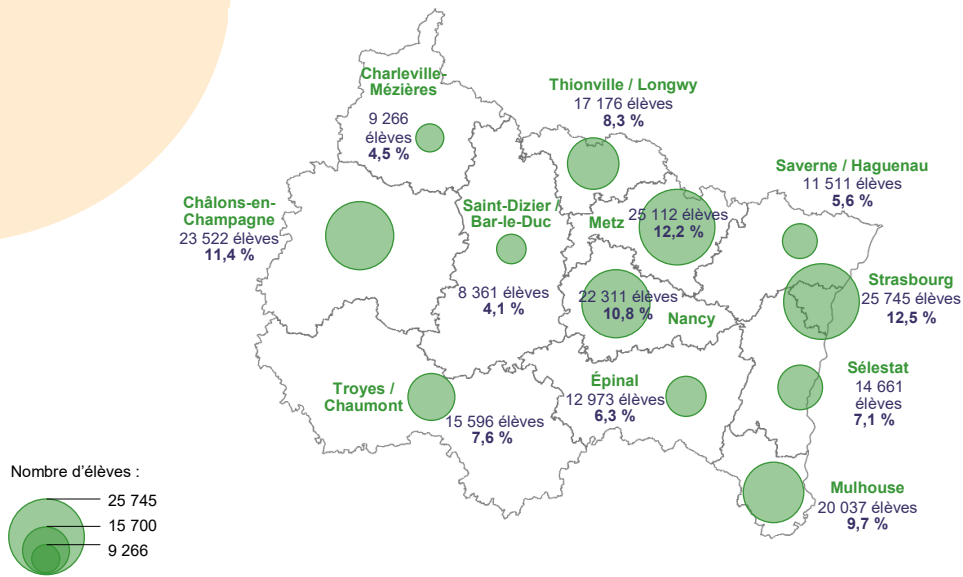 Charleville-
Mézières
9 266
élèves
4,5 %
Thionville / Longwy
17 176 élèves
8,3 %
Saverne / Haguenau
11 511 élèves
5,6 %
Châlons-en-
Champagne
23 522 élèves
11,4 %
Saint-Dizier /
Bar-le-Duc
8 361 élèves
4,1 %
Metz
25 112 élèves
12,2 %
Strasbourg
25 745 élèves
12,5 %
22 311 élèves
10,8 %
Nancy
Sélestat
14 661
élèves
7,1 %
Troyes /
Chaumont
15 596 élèves
7,6 %
Épinal
12 973 élèves
6,3 %
Mulhouse
20 037 élèves
9,7 %
Nombre d'élèves :
25 745
15 700
9 266